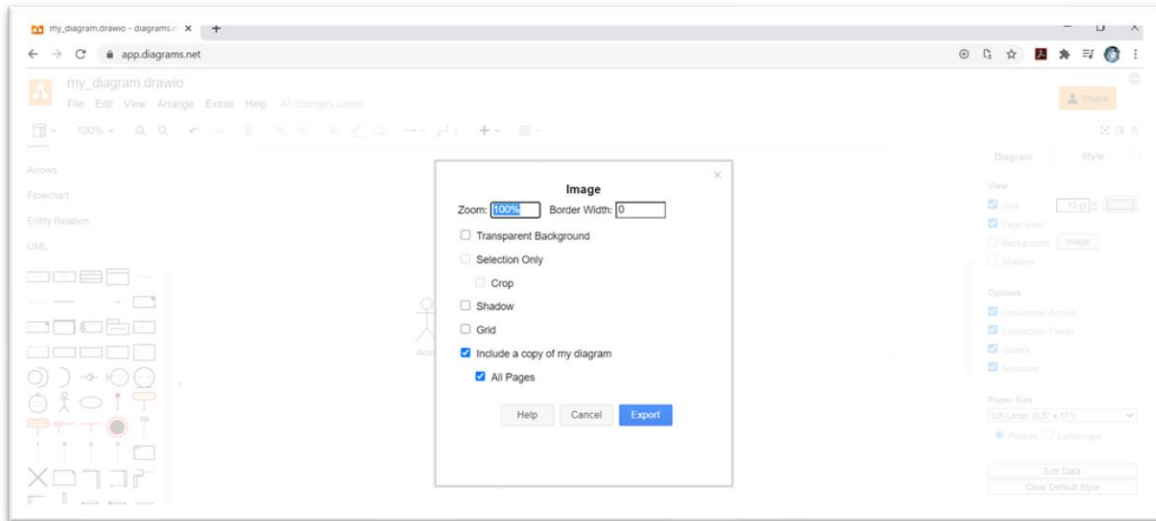 my_diagram.drawio - diagrams.n
app.diagrams.net
my_diagram.drawio
File Edit View Arrange Extras Help All changes saved
Share
100%
Arrows
Flowchart
Entity Relation
UML
Image
Zoom: 100% Border Width: 0
Transparent Background
Selection Only
Crop
Shadow
Grid
Include a copy of my diagram
All Pages
Help Cancel Export
Diagram Style
View
Grid 10 pt
Page View
Background Image
Shadow
Options
Connection Arrows
Connection Points
Guides
Autosave
Paper Size
US-Letter (8,5" x 11")
Portrait Landscape
Edit Data
Clear Default Style